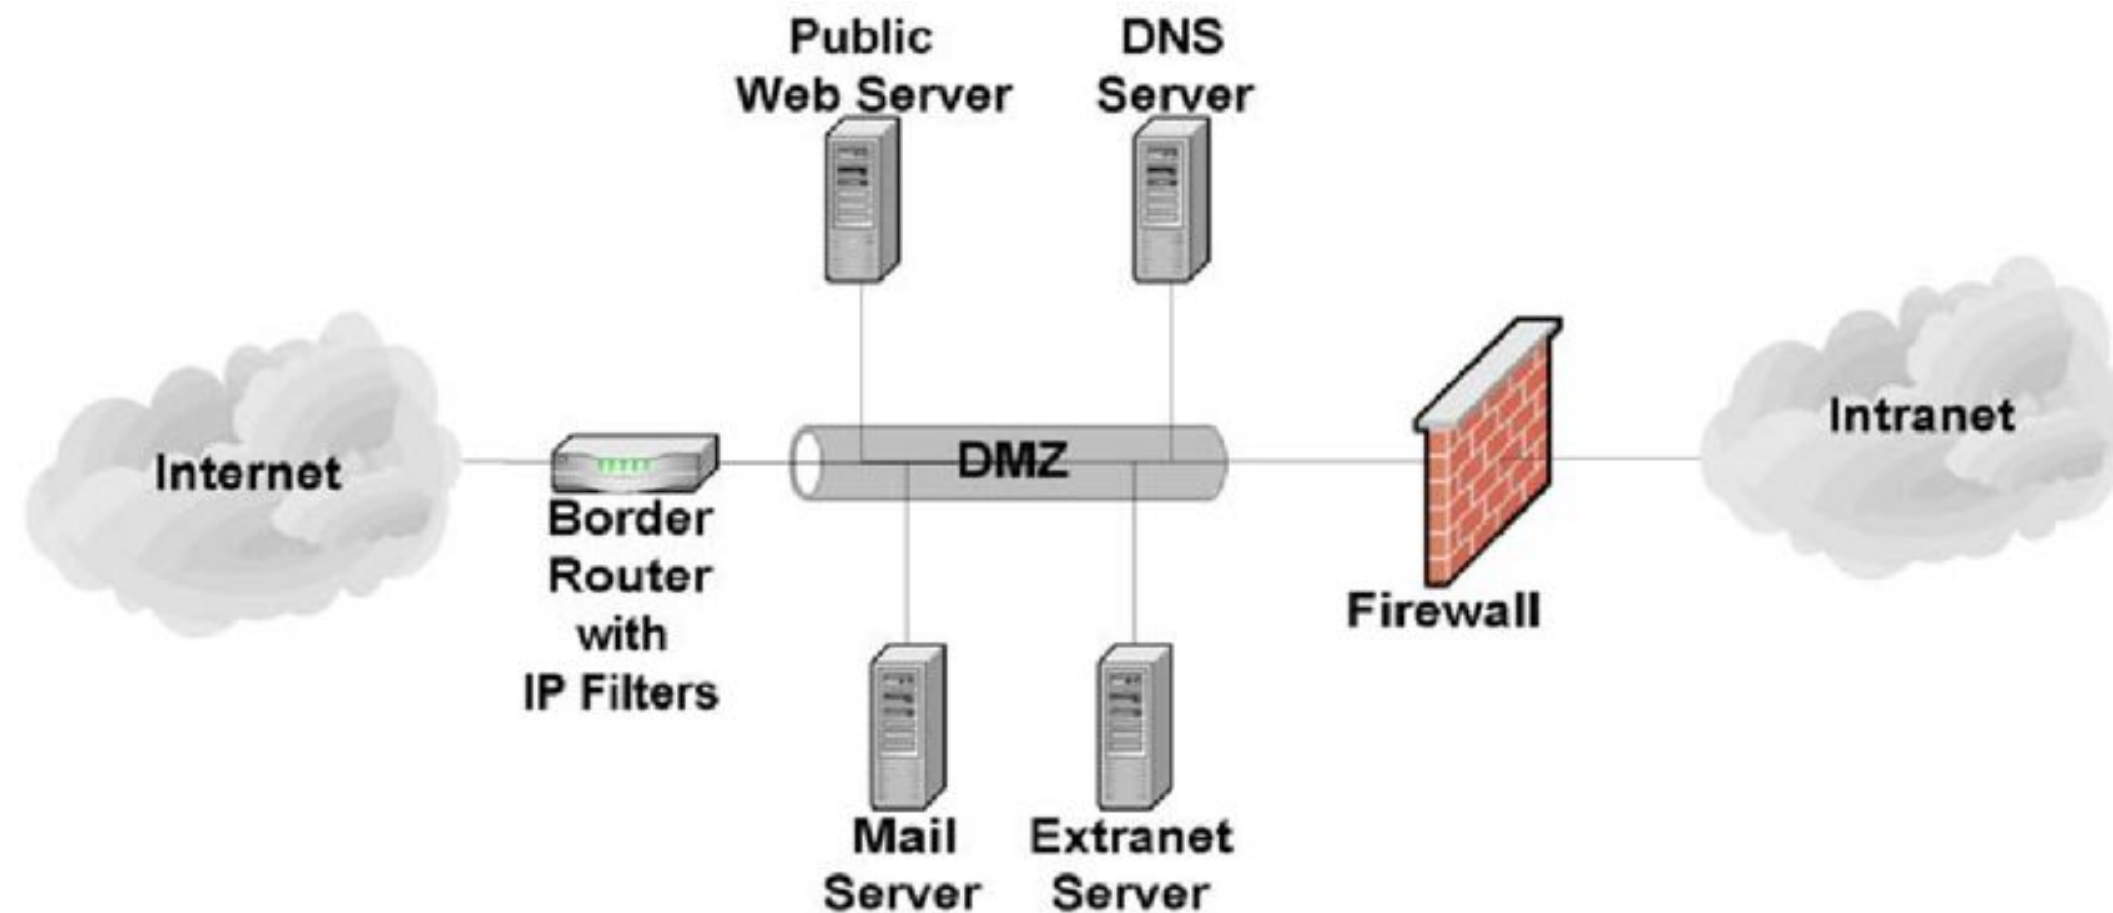 Public
Web Server
DNS
Server
Internet
Border
Router
with
IP Filters
DMZ
Firewall
Intranet
Mail
Server
Extranet
Server